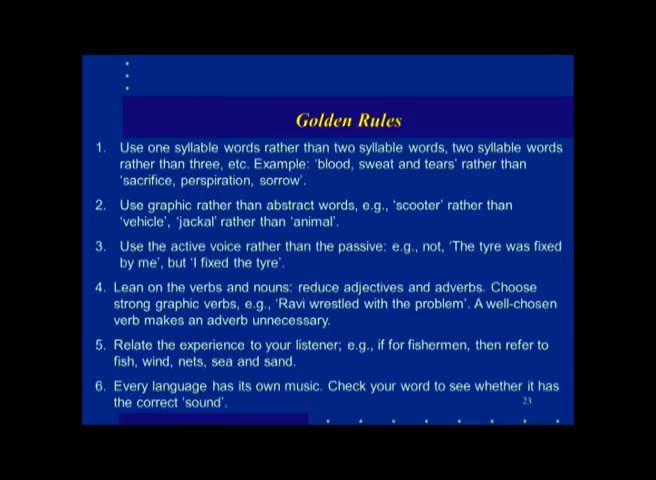 Golden Rules
1. Use one syllable words rather than two syllable words, two syllable words
rather than three, etc. Example: 'blood, sweat and tears' rather than
'sacrifice, perspiration, sorrow'.
2. Use graphic rather than abstract words, e.g., 'scooter' rather than
'vehicle', 'jackal' rather than 'animal'.
3. Use the active voice rather than the passive: e.g., not, 'The tyre was fixed
by me', but 'I fixed the tyre'.
4. Lean on the verbs and nouns: reduce adjectives and adverbs. Choose
strong graphic verbs, e.g., 'Ravi wrestled with the problem'. A well-chosen
verb makes an adverb unnecessary.
5. Relate the experience to your listener; e.g., if for fishermen, then refer to
fish, wind, nets, sea and sand.
6. Every language has its own music. Check your word to see whether it has
the correct 'sound'.
23